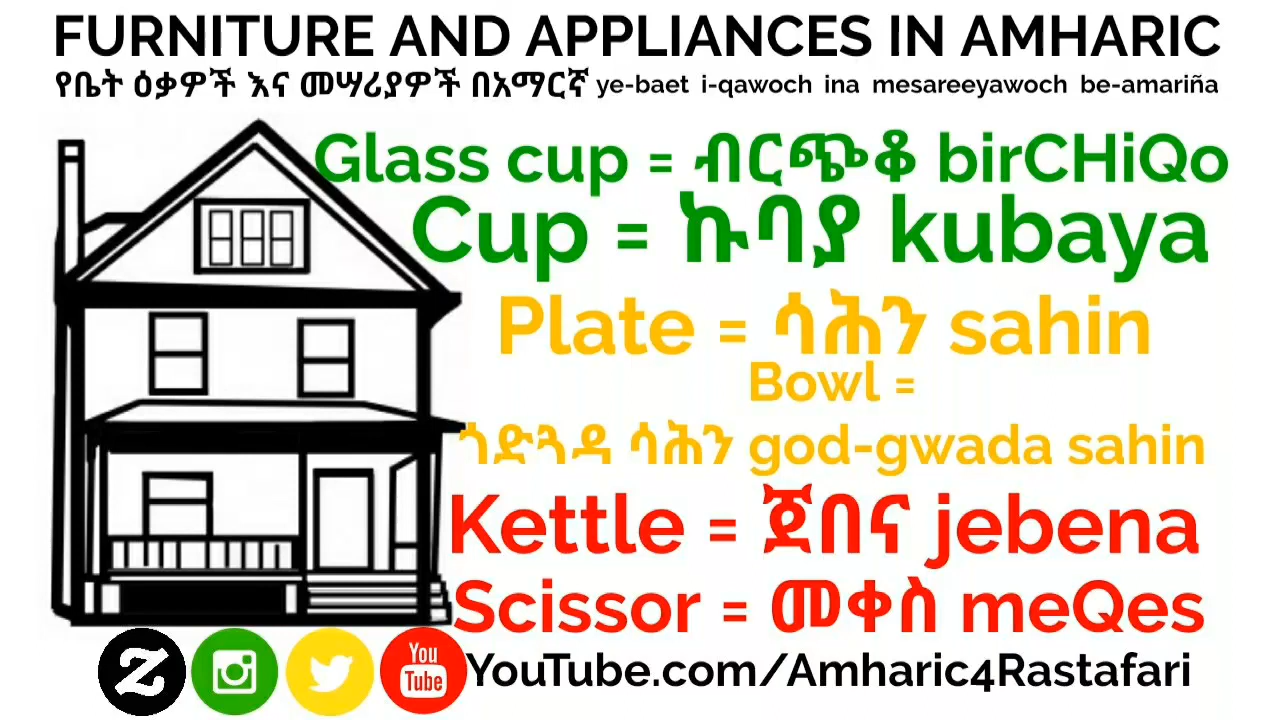 FURNITURE AND APPLIANCES IN AMHARIC
የቤት ዕቃዎች እና መሣሪያዎች በአማርኛ ye-baet i-qawoch ina mesareeyawoch be-amariña
Glass cup = ብርጭቆ birCHiQo
Cup = ኩባያ kubaya
Plate = ሳሕን sahin
Bowl =
ጎድጓዳ ሳሕን god-gwada sahin
Kettle = ጀበና jebena
Scissor = መቀስ meQes
Z
You
Tube
YouTube.com/Amharic4Rastafari